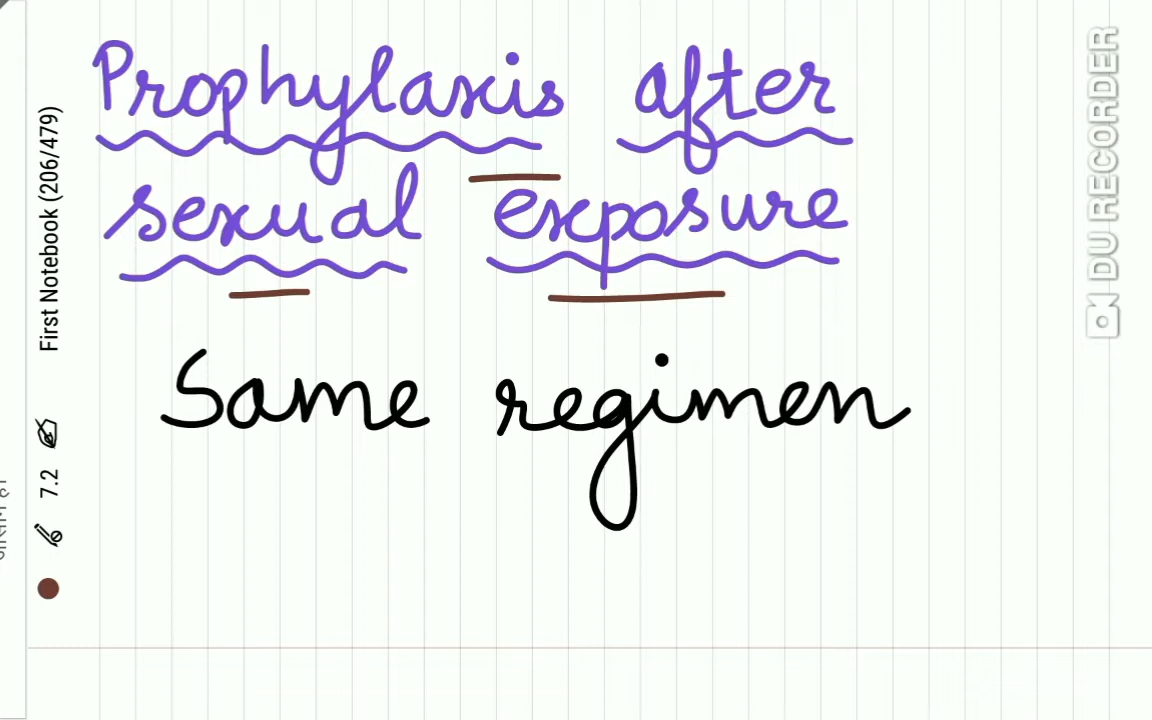 Prophylaxis after
sexual exposure
Same regimen
First Notebook (206/479)
7.2
DU RECORDER